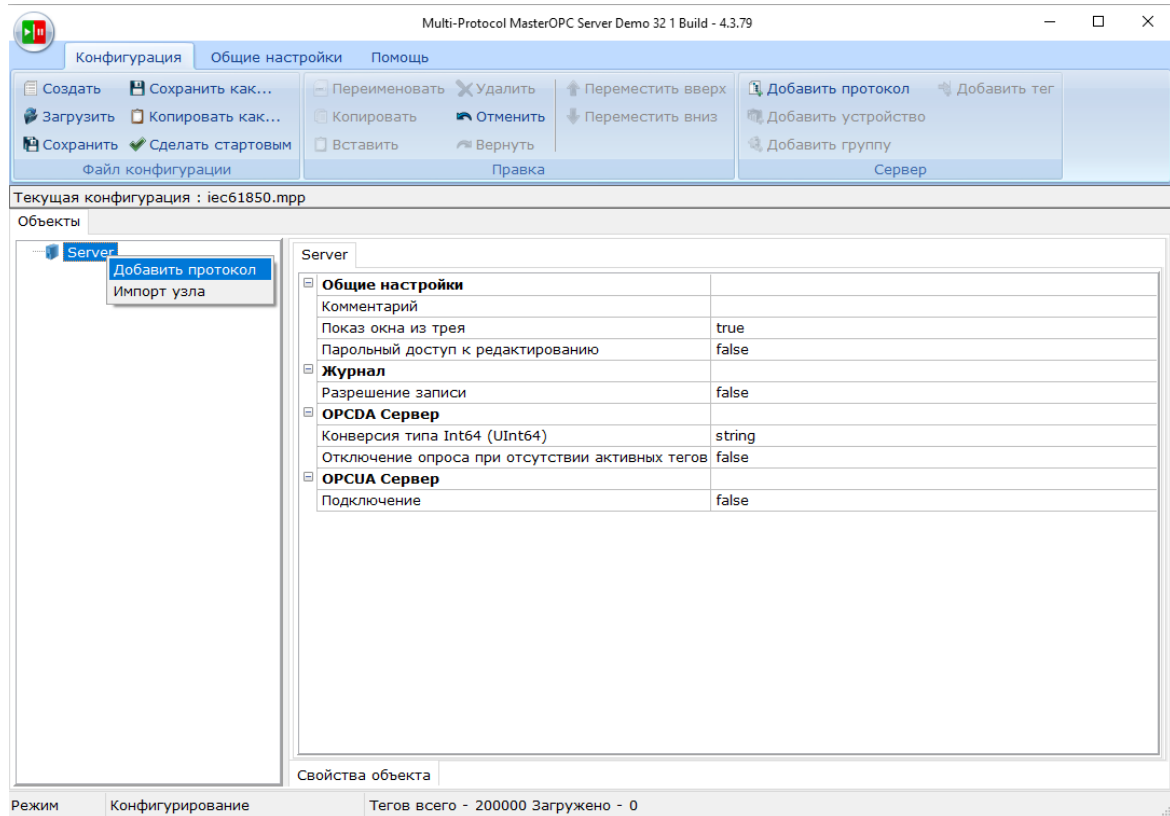 Multi-Protocol MasterOPC Server Demo 32 1 Build - 4.3.79
Конфигурация Общие настройки Помощь
Создать Сохранить как... Переименовать Удалить Переместить вверх Добавить протокол Добавить тег
Загрузить Копировать как... Копировать Отменить Переместить вниз Добавить устройство
Сохранить Сделать стартовым Вставить Вернуть Добавить группу
Файл конфигурации Правка Сервер
Текущая конфигурация : iec61850.mpp
Объекты
Server
Добавить протокол
Импорт узла
Server
Общие настройки
Комментарий
Показ окна из трея true
Парольный доступ к редактированию false
Журнал
Разрешение записи false
OPCDA Сервер
Конверсия типа Int64 (UInt64) string
Отключение опроса при отсутствии активных тегов false
OPCUA Сервер
Подключение false
Свойства объекта
Режим Конфигурирование Тегов всего - 200000 Загружено - 0